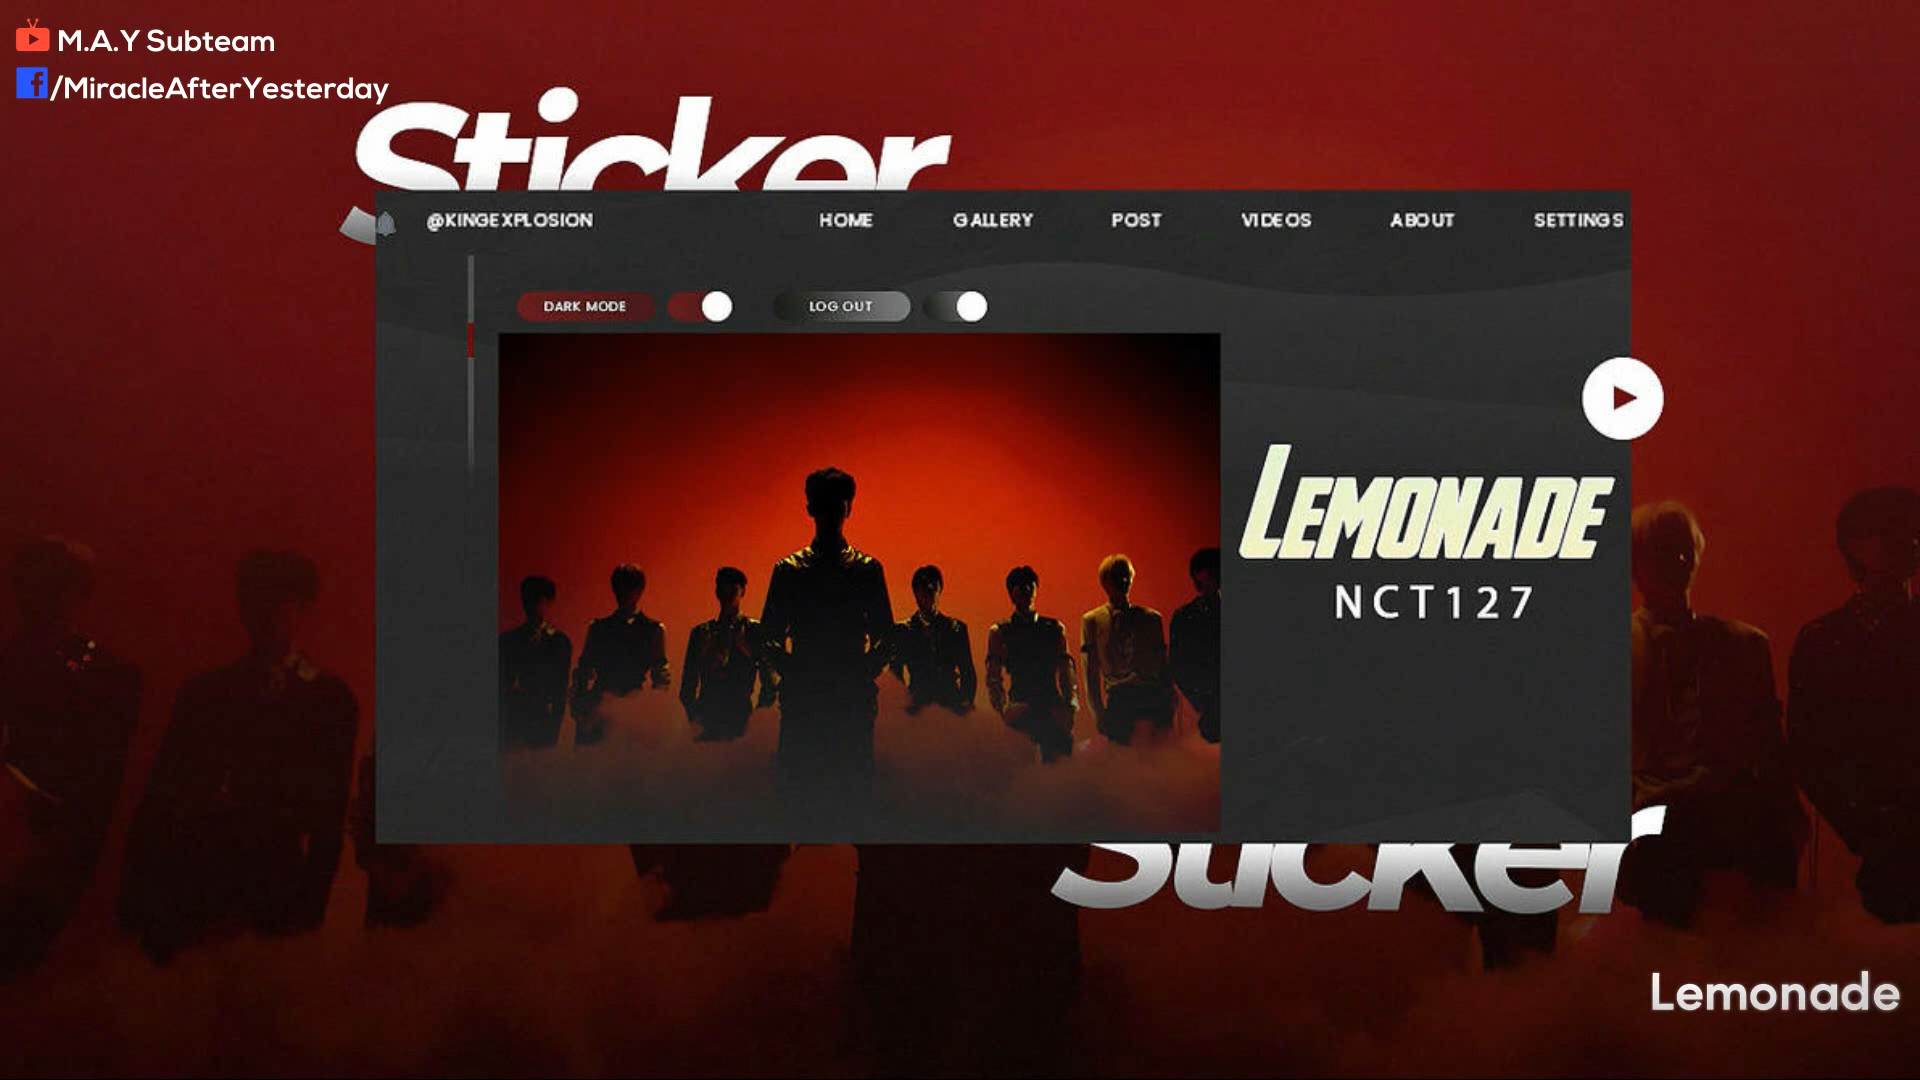 M.A.Y Subteam
/MiracleAfterYesterday
Sticker
@KINGEXPLOSION HOME GALLERY POST VIDEOS ABOUT SETTINGS
DARK MODE LOG OUT
LEMONADE
NCT127
Sticker
Lemonade